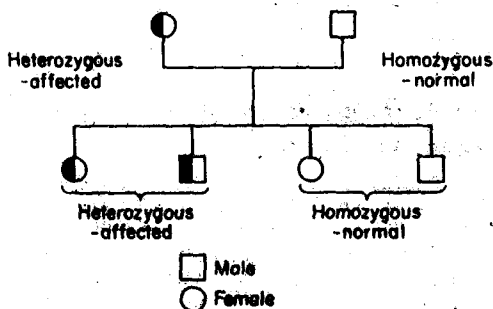 Heterozygous
-affected
Homozygous
-normal
Heterozygous
-affected
Homozygous
-normal
Male
Female